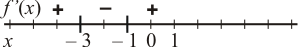 f'(x) + − +
x −3 −1 0 1